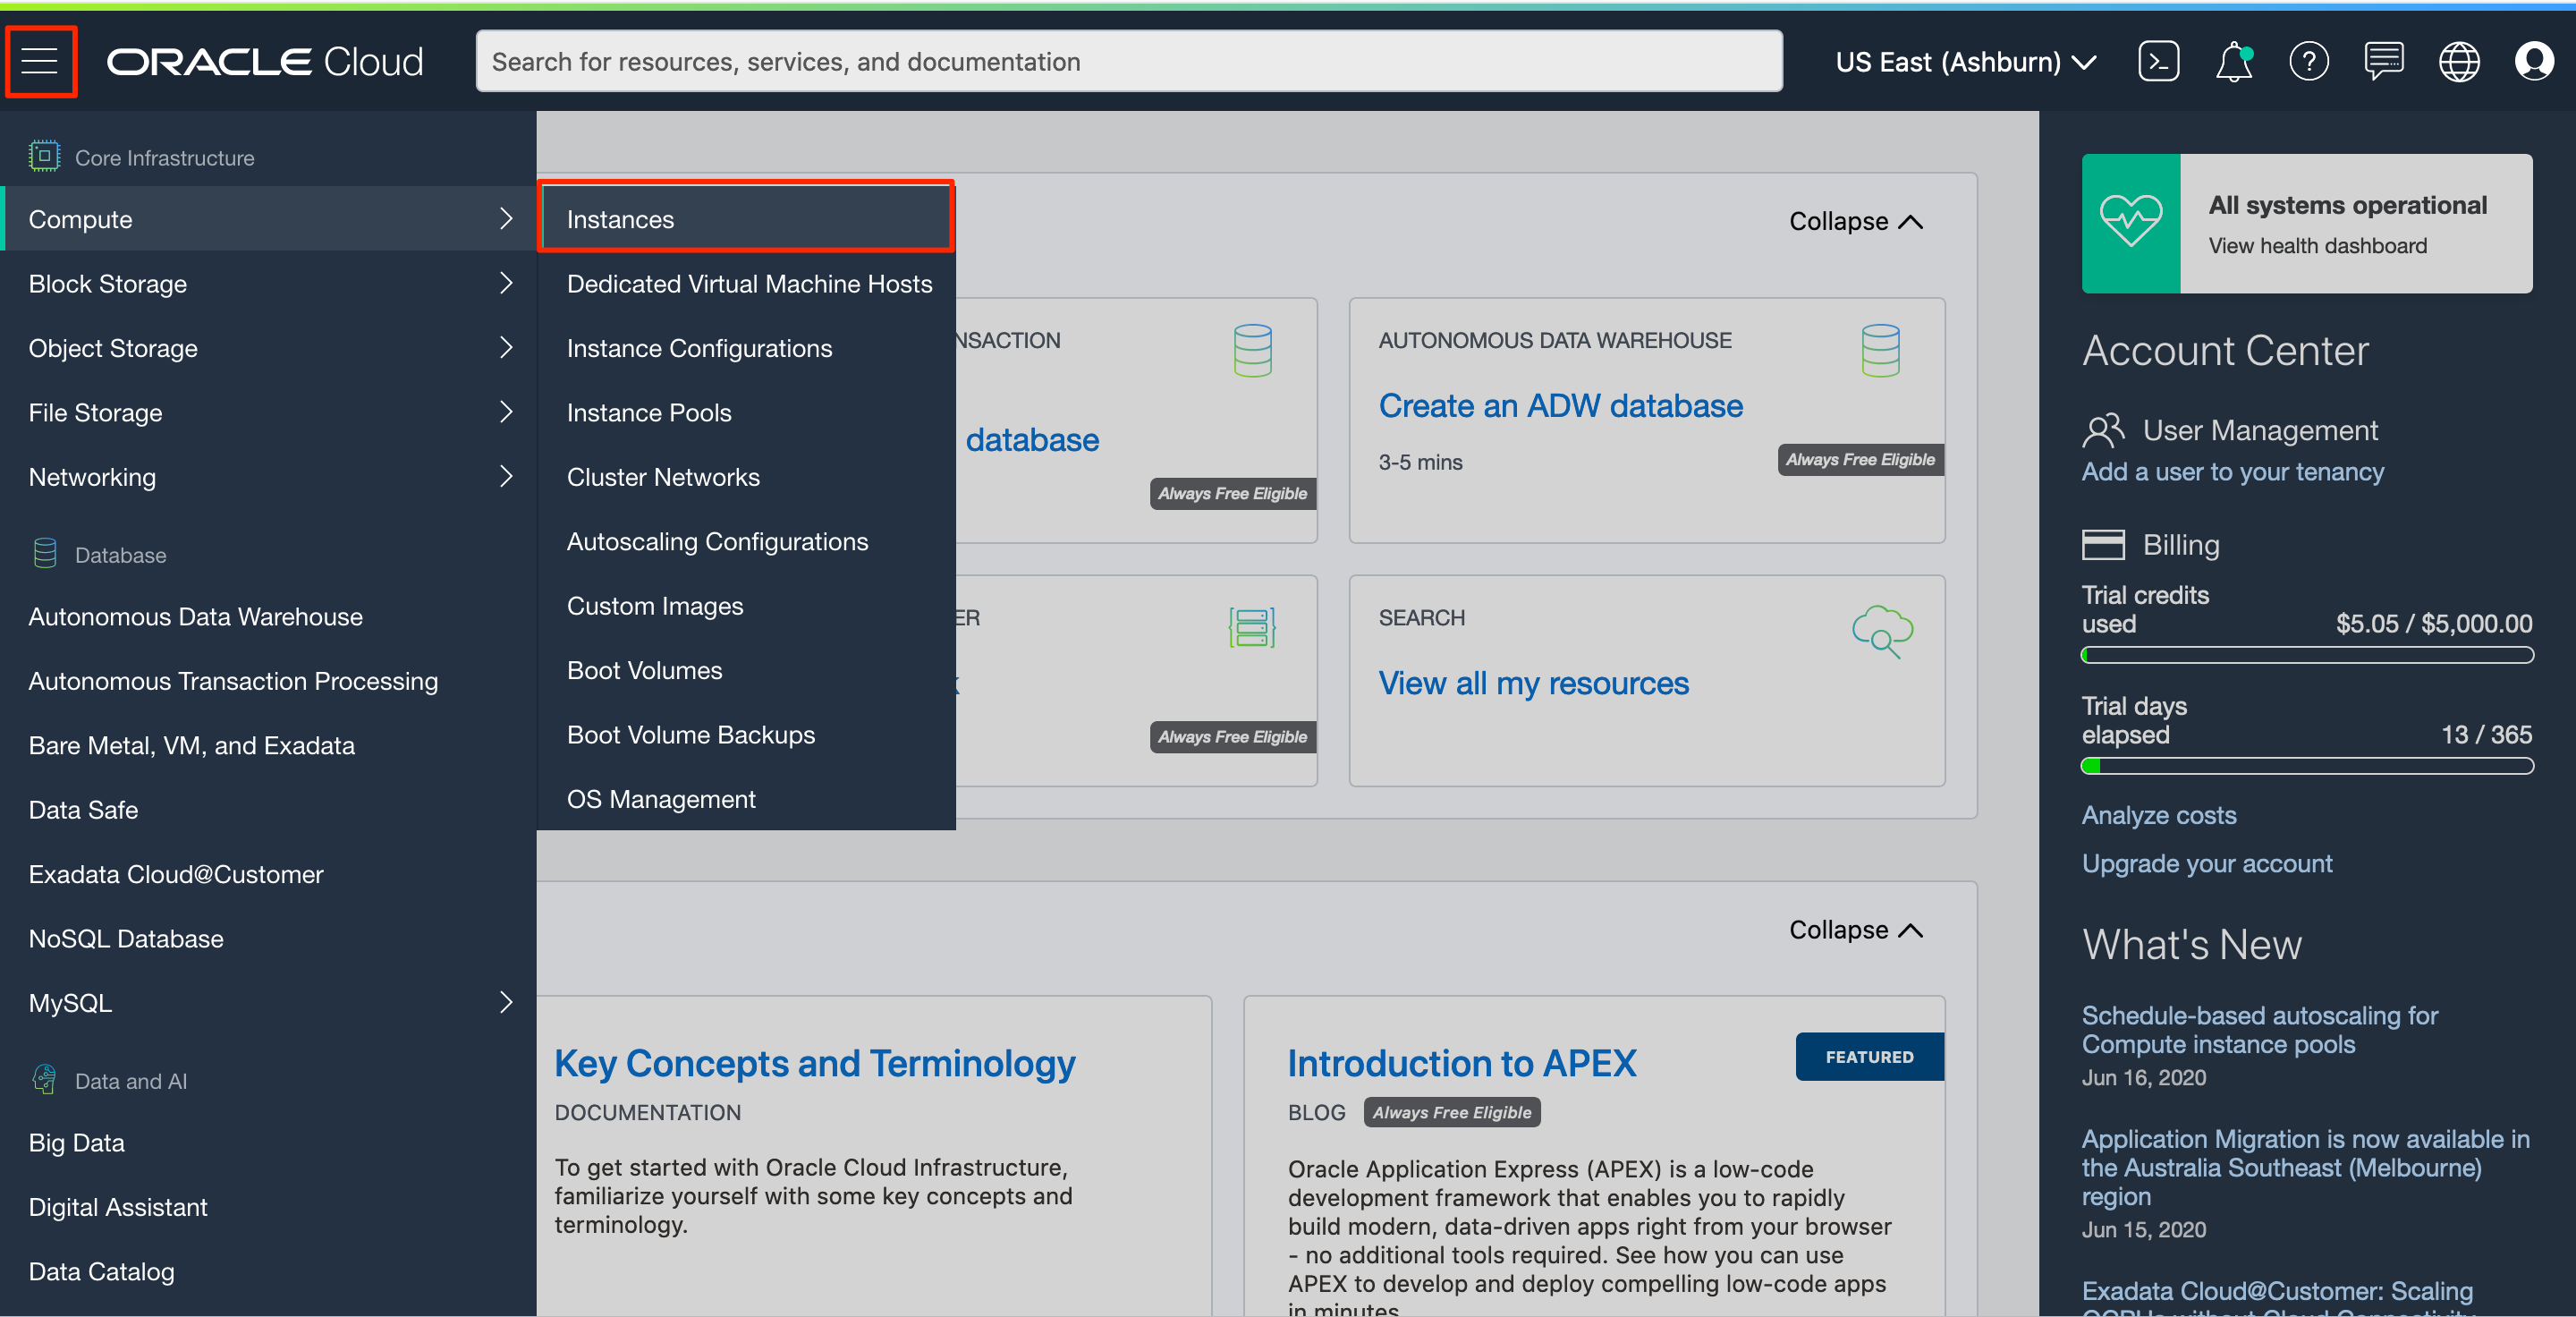 ORACLE Cloud
Search for resources, services, and documentation
US East (Ashburn)
Core Infrastructure
Compute
Block Storage
Object Storage
File Storage
Networking
Database
Autonomous Data Warehouse
Autonomous Transaction Processing
Bare Metal, VM, and Exadata
Data Safe
Exadata Cloud@Customer
NoSQL Database
MySQL
Data and AI
Big Data
Digital Assistant
Data Catalog
Instances
Dedicated Virtual Machine Hosts
Instance Configurations
Instance Pools
Cluster Networks
Autoscaling Configurations
Custom Images
Boot Volumes
Boot Volume Backups
OS Management
Collapse
NSACTION
database
Always Free Eligible
AUTONOMOUS DATA WAREHOUSE
Create an ADW database
3-5 mins
Always Free Eligible
ER
Always Free Eligible
SEARCH
View all my resources
Collapse
Key Concepts and Terminology
DOCUMENTATION
To get started with Oracle Cloud Infrastructure,
familiarize yourself with some key concepts and
terminology.
Introduction to APEX
FEATURED
BLOG Always Free Eligible
Oracle Application Express (APEX) is a low-code
development framework that enables you to rapidly
build modern, data-driven apps right from your browser
- no additional tools required. See how you can use
APEX to develop and deploy compelling low-code apps
in minutes
All systems operational
View health dashboard
Account Center
User Management
Add a user to your tenancy
Billing
Trial credits
used $5.05 / $5,000.00
Trial days
elapsed 13 / 365
Analyze costs
Upgrade your account
What's New
Schedule-based autoscaling for
Compute instance pools
Jun 16, 2020
Application Migration is now available in
the Australia Southeast (Melbourne)
region
Jun 15, 2020
Exadata Cloud@Customer: Scaling